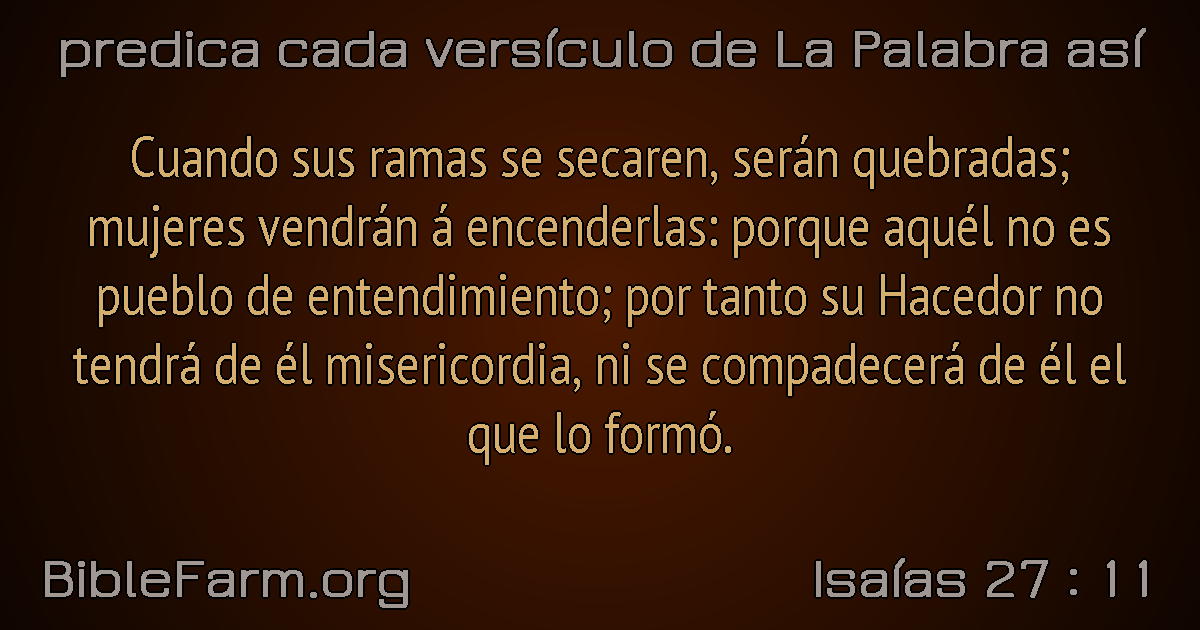 predica cada versículo de La Palabra así
Cuando sus ramas se secaren, serán quebradas;
mujeres vendrán á encenderlas: porque aquél no es
pueblo de entendimiento; por tanto su Hacedor no
tendrá de él misericordia, ni se compadecerá de él el
que lo formó.
BibleFarm.org
Isaías 27 : 11